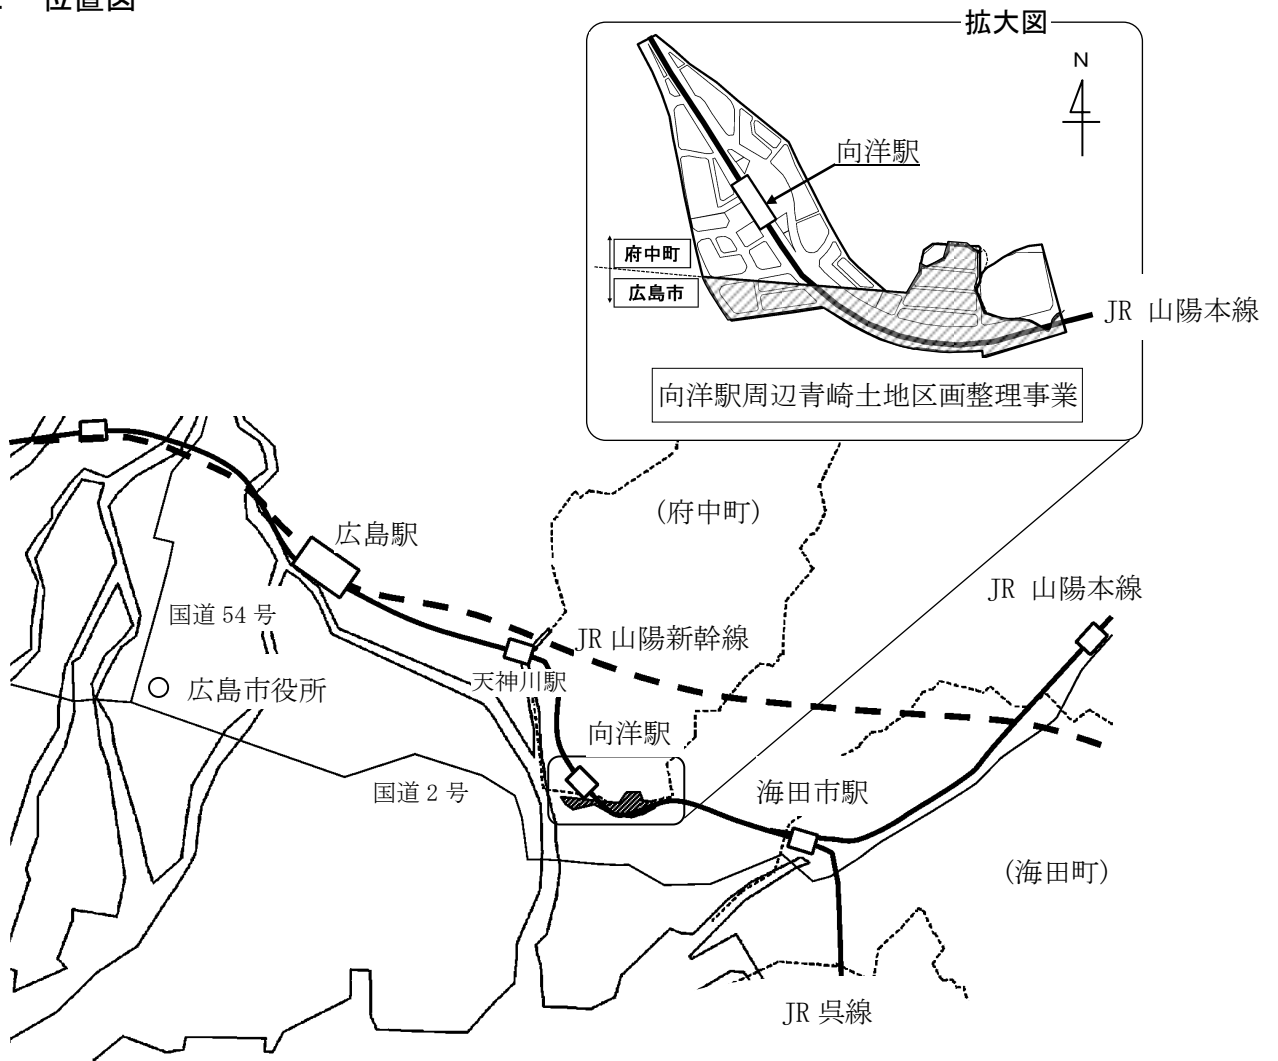 位置図
拡大図
N
向洋駅
府中町
広島市
JR 山陽本線
向洋駅周辺青崎土地区画整理事業
(府中町)
広島駅
JR 山陽本線
国道 54 号
JR 山陽新幹線
天神川駅
広島市役所
向洋駅
国道 2 号
海田市駅
(海田町)
JR 呉線